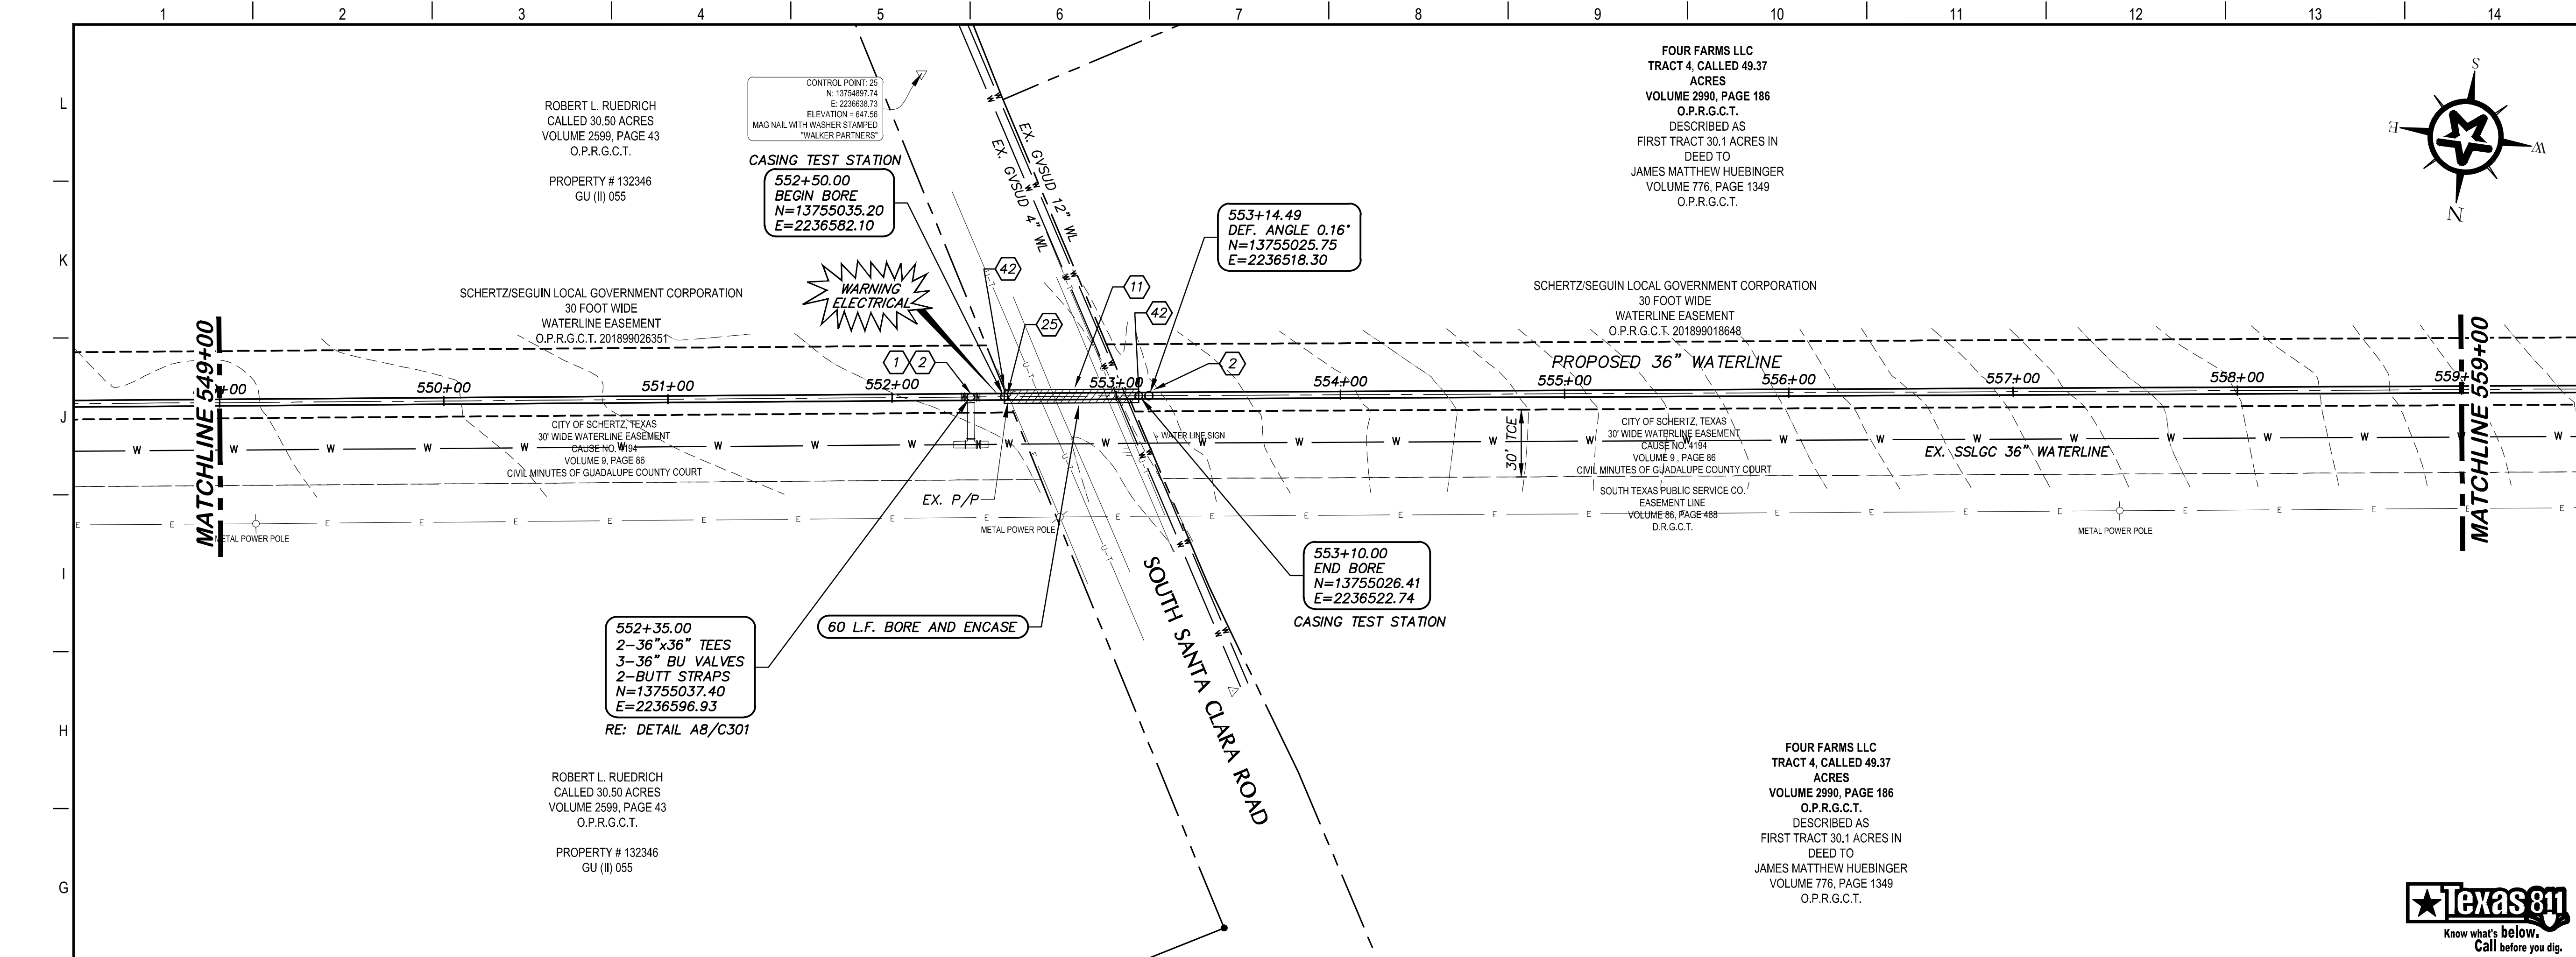 1
2
3
4
5
6
7
8
9
10
11
12
13
14
L
K
J
I
H
G
ROBERT L. RUEDRICH
CALLED 30.50 ACRES
VOLUME 2599, PAGE 43
O.P.R.G.C.T.
PROPERTY # 132346
GU (II) 055
CONTROL POINT: 25
N: 13754897.74
E: 2236638.73
ELEVATION = 647.56
MAG NAIL WITH WASHER STAMPED
"WALKER PARTNERS"
CASING TEST STATION
552+50.00
BEGIN BORE
N=13755035.20
E=2236582.10
EX. GVSUD 12" WL
EX. GVSUD 4" WL
553+14.49
DEF. ANGLE 0.16°
N=13755025.75
E=2236518.30
FOUR FARMS LLC
TRACT 4, CALLED 49.37
ACRES
VOLUME 2990, PAGE 186
O.P.R.G.C.T.
DESCRIBED AS
FIRST TRACT 30.1 ACRES IN
DEED TO
JAMES MATTHEW HUEBINGER
VOLUME 776, PAGE 1349
O.P.R.G.C.T.
S
E
W
N
SCHERTZ/SEGUIN LOCAL GOVERNMENT CORPORATION
30 FOOT WIDE
WATERLINE EASEMENT
O.P.R.G.C.T. 201899026351
WARNING
ELECTRICAL
42
11
42
25
1
2
2
SCHERTZ/SEGUIN LOCAL GOVERNMENT CORPORATION
30 FOOT WIDE
WATERLINE EASEMENT
O.P.R.G.C.T. 201899018648
PROPOSED 36" WATERLINE
MATCHLINE 549+00
MATCHLINE 559+00
+00
550+00
551+00
552+00
553+00
554+00
555+00
556+00
557+00
558+00
559+
CITY OF SCHERTZ, TEXAS
30' WIDE WATERLINE EASEMENT
CAUSE NO. 4194
VOLUME 9, PAGE 86
CIVIL MINUTES OF GUADALUPE COUNTY COURT
WATER LINE SIGN
30' TCE
CITY OF SCHERTZ, TEXAS
30' WIDE WATERLINE EASEMENT
CAUSE NO. 4194
VOLUME 9 , PAGE 86
CIVIL MINUTES OF GUADALUPE COUNTY COURT
EX. SSLGC 36" WATERLINE
SOUTH TEXAS PUBLIC SERVICE CO.
EASEMENT LINE
VOLUME 86, PAGE 488
D.R.G.C.T.
EX. P/P
METAL POWER POLE
METAL POWER POLE
METAL POWER POLE
SOUTH SANTA CLARA ROAD
553+10.00
END BORE
N=13755026.41
E=2236522.74
CASING TEST STATION
60 L.F. BORE AND ENCASE
552+35.00
2-36"x36" TEES
3-36" BU VALVES
2-BUTT STRAPS
N=13755037.40
E=2236596.93
RE: DETAIL A8/C301
ROBERT L. RUEDRICH
CALLED 30.50 ACRES
VOLUME 2599, PAGE 43
O.P.R.G.C.T.
PROPERTY # 132346
GU (II) 055
FOUR FARMS LLC
TRACT 4, CALLED 49.37
ACRES
VOLUME 2990, PAGE 186
O.P.R.G.C.T.
DESCRIBED AS
FIRST TRACT 30.1 ACRES IN
DEED TO
JAMES MATTHEW HUEBINGER
VOLUME 776, PAGE 1349
O.P.R.G.C.T.
Texas 811
Know what's below.
Call before you dig.